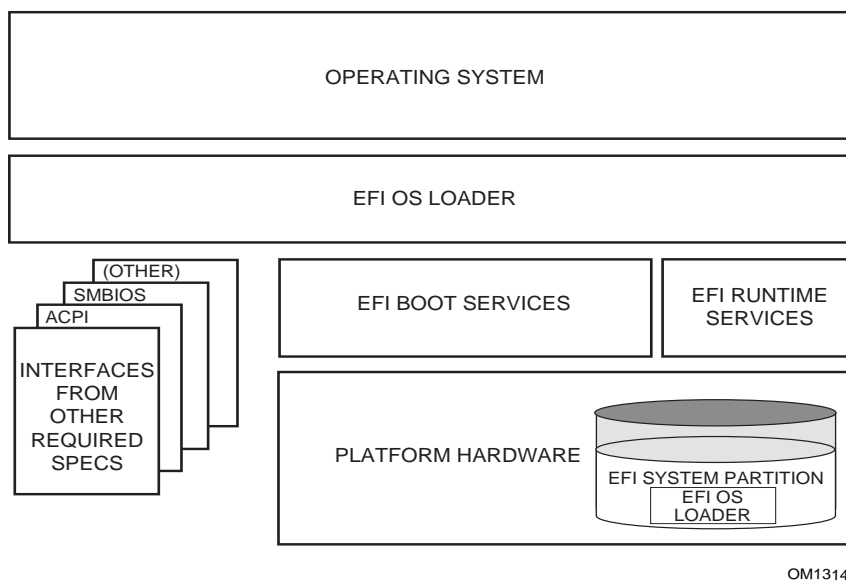 OPERATING SYSTEM
EFI OS LOADER
(OTHER)
SMBIOS
ACPI
INTERFACES
FROM
OTHER
REQUIRED
SPECS
EFI BOOT SERVICES
EFI RUNTIME
SERVICES
PLATFORM HARDWARE
EFI SYSTEM PARTITION
EFI OS
LOADER
OM1314